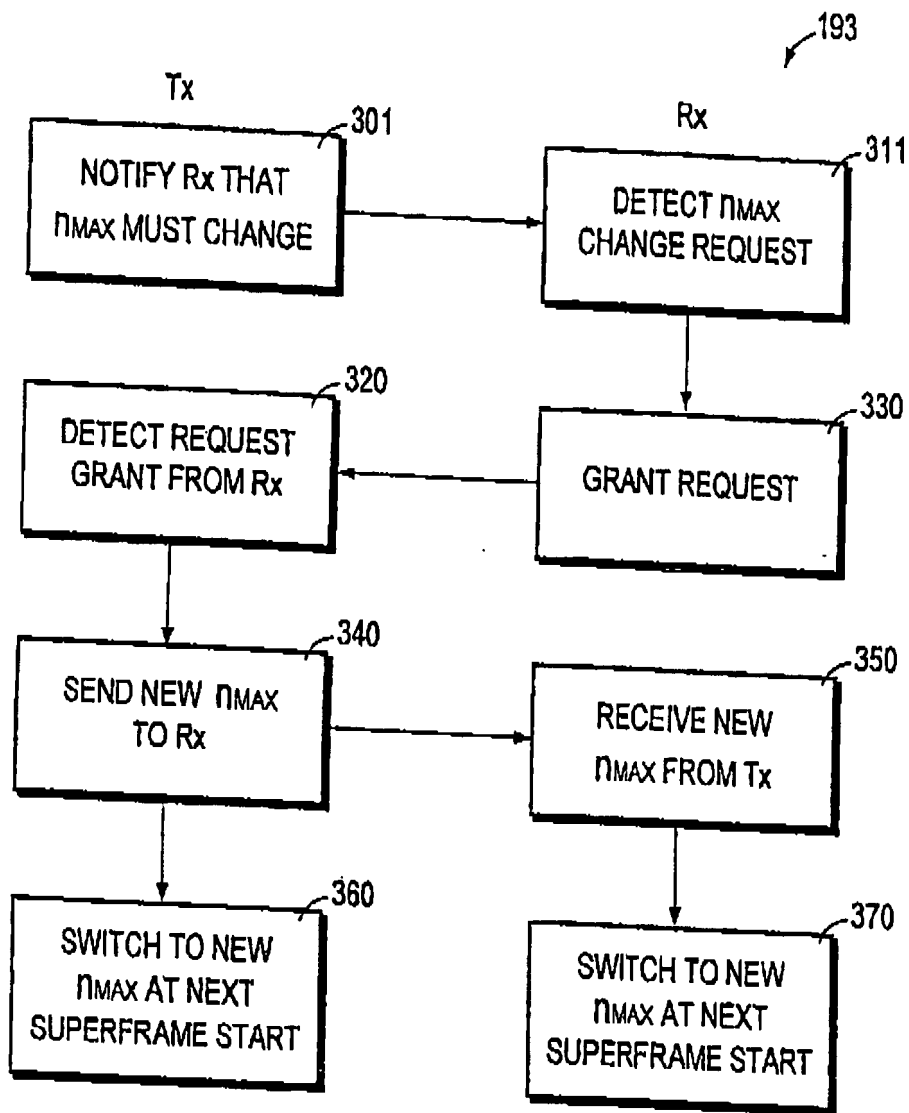 193
Tx
Rx
301
NOTIFY Rx THAT
nMAX MUST CHANGE
311
DETECT nMAX
CHANGE REQUEST
320
DETECT REQUEST
GRANT FROM Rx
330
GRANT REQUEST
340
SEND NEW nMAX
TO Rx
350
RECEIVE NEW
nMAX FROM Tx
360
SWITCH TO NEW
nMAX AT NEXT
SUPERFRAME START
370
SWITCH TO NEW
nMAX AT NEXT
SUPERFRAME START